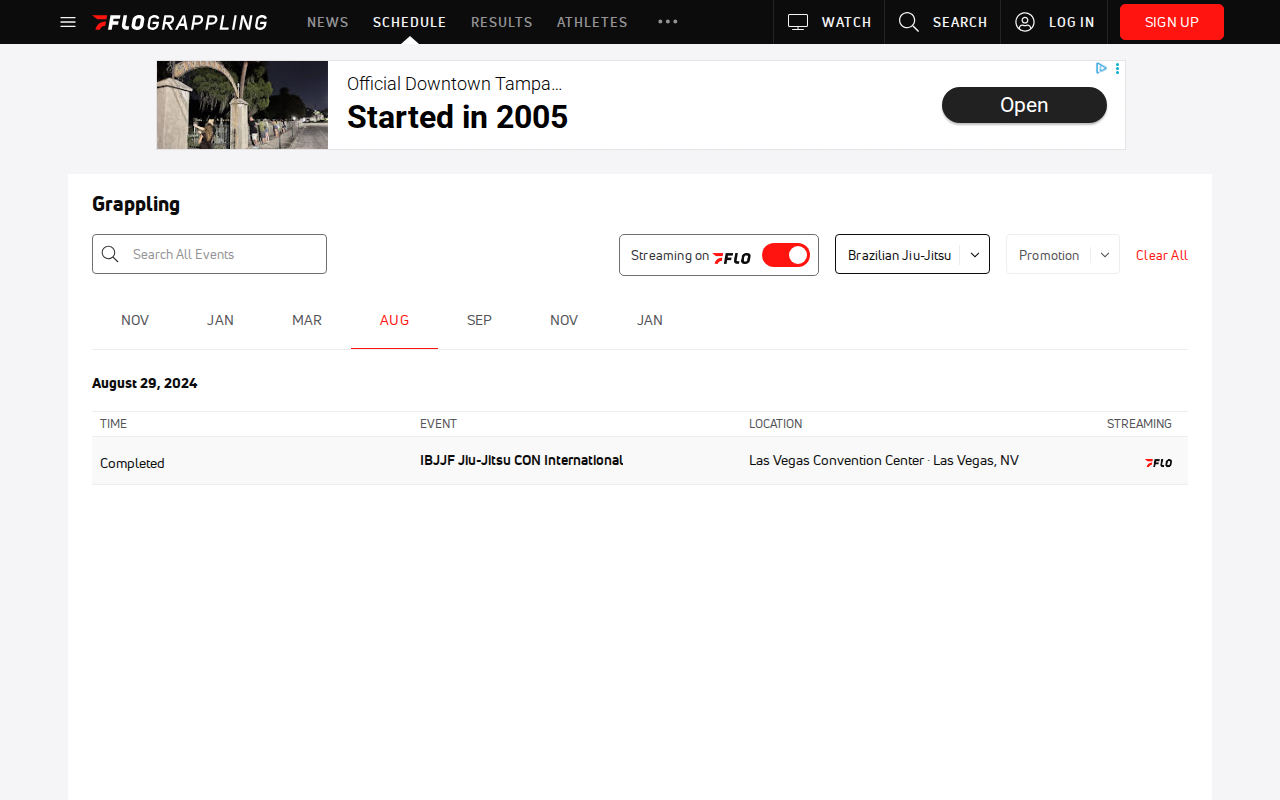 FLOGRAPPLING
NEWS
SCHEDULE
RESULTS
ATHLETES
WATCH
SEARCH
LOG IN
SIGN UP
Official Downtown Tampa...
Started in 2005
Open
Grappling
Search All Events
Streaming on FLO
Brazilian Jiu-Jitsu
Promotion
Clear All
NOV
JAN
MAR
AUG
SEP
NOV
JAN
August 29, 2024
TIME
EVENT
LOCATION
STREAMING
Completed
IBJJF Jiu-Jitsu CON International
Las Vegas Convention Center · Las Vegas, NV
FLO